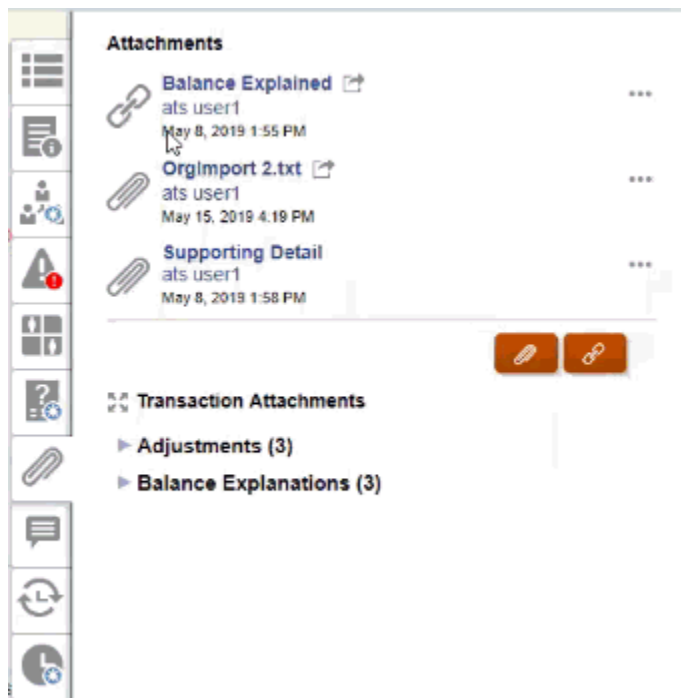 Attachments
Balance Explained
ats user1
May 8, 2019 1:55 PM
OrgImport 2.txt
ats user1
May 15, 2019 4:19 PM
Supporting Detail
ats user1
May 8, 2019 1:58 PM
Transaction Attachments
Adjustments (3)
Balance Explanations (3)